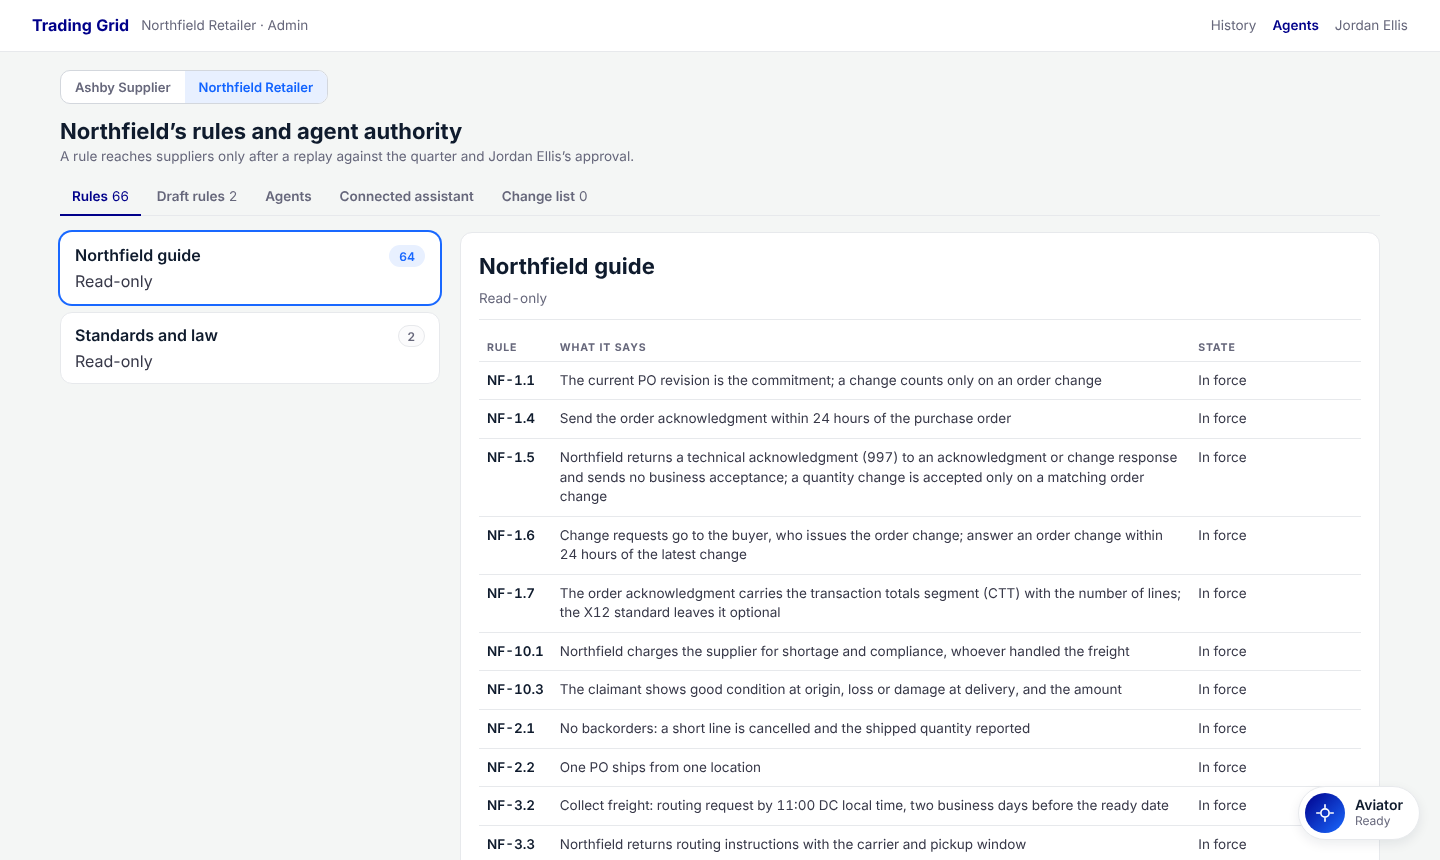 Trading Grid Northfield Retailer · Admin
History Agents Jordan Ellis
Ashby Supplier Northfield Retailer
Northfield’s rules and agent authority
A rule reaches suppliers only after a replay against the quarter and Jordan Ellis’s approval.
Rules 66 Draft rules 2 Agents Connected assistant Change list 0
Northfield guide 64
Read-only
Standards and law 2
Read-only
Northfield guide
Read-only
RULE WHAT IT SAYS STATE
NF-1.1 The current PO revision is the commitment; a change counts only on an order change In force
NF-1.4 Send the order acknowledgment within 24 hours of the purchase order In force
NF-1.5 Northfield returns a technical acknowledgment (997) to an acknowledgment or change response In force
and sends no business acceptance; a quantity change is accepted only on a matching order
change
NF-1.6 Change requests go to the buyer, who issues the order change; answer an order change within In force
24 hours of the latest change
NF-1.7 The order acknowledgment carries the transaction totals segment (CTT) with the number of lines; In force
the X12 standard leaves it optional
NF-10.1 Northfield charges the supplier for shortage and compliance, whoever handled the freight In force
NF-10.3 The claimant shows good condition at origin, loss or damage at delivery, and the amount In force
NF-2.1 No backorders: a short line is cancelled and the shipped quantity reported In force
NF-2.2 One PO ships from one location In force
NF-3.2 Collect freight: routing request by 11:00 DC local time, two business days before the ready date In force
NF-3.3 Northfield returns routing instructions with the carrier and pickup window In force
Aviator
Ready